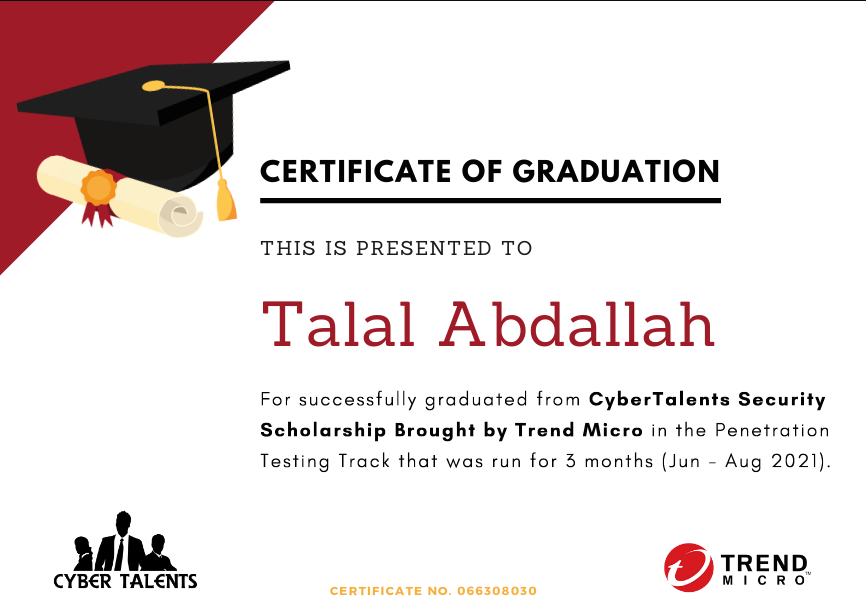 CERTIFICATE OF GRADUATION
THIS IS PRESENTED TO
Talal Abdallah
For successfully graduated from CyberTalents Security
Scholarship Brought by Trend Micro in the Penetration
Testing Track that was run for 3 months (Jun – Aug 2021).
CYBER TALENTS
CERTIFICATE NO. 066308030
TREND
MICRO™